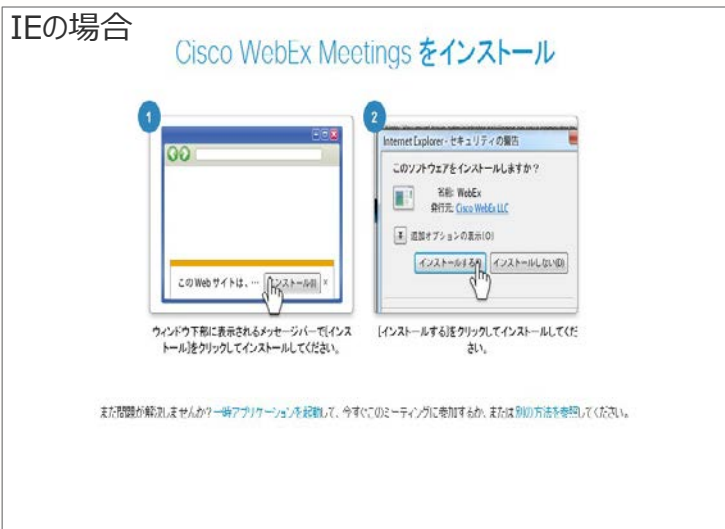 IEの場合
Cisco WebEx Meetings をインストール
1
2
Internet Explorer - セキュリティの警告
このソフトウェアをインストールしますか？
名前: WebEx
発行元: Cisco WebEx LLC
追加オプションの表示(O)
インストールする(I) インストールしない(D)
この Web サイトは、… インストール(I) ×
ウィンドウ下部に表示されるメッセージバーで[インス
トール]をクリックしてインストールしてください。
[インストールする]をクリックしてインストールしてくだ
さい。
まだ問題が解決しませんか？一時アプリケーションを起動して、今すぐこのミーティングに参加するか、または別の方法を参照してください。